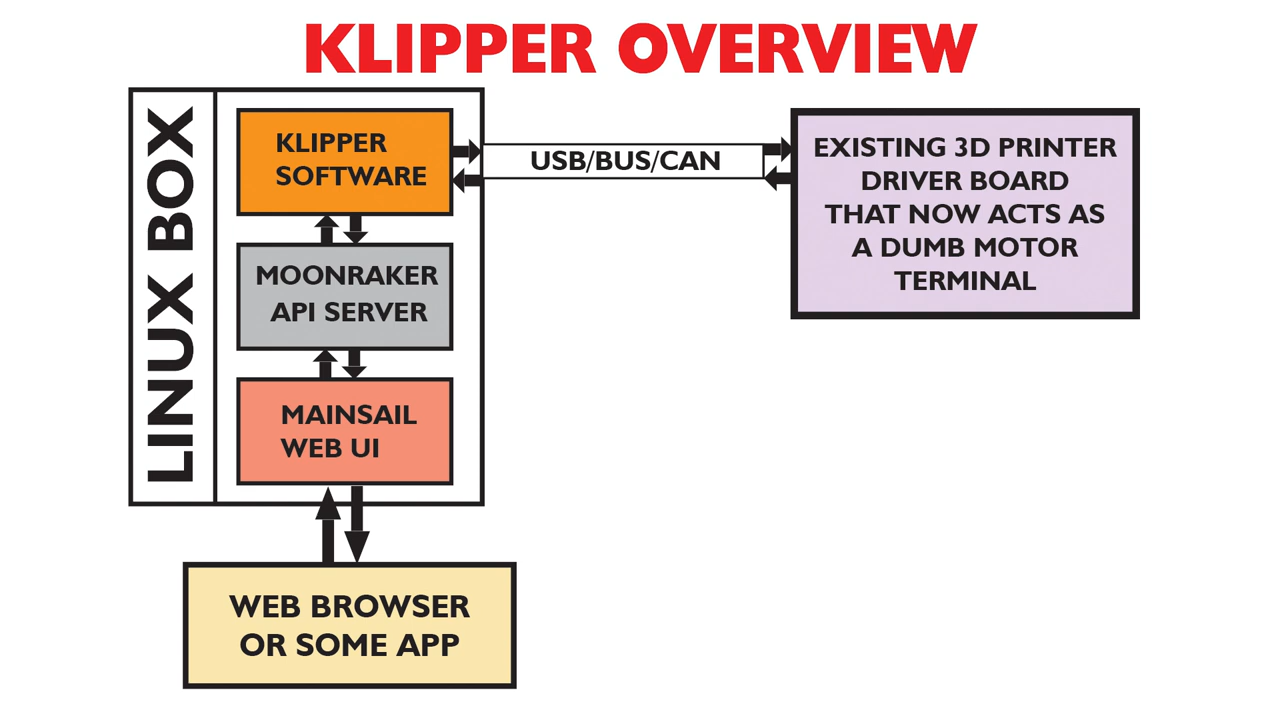 KLIPPER OVERVIEW
LINUX BOX
KLIPPER
SOFTWARE
USB/BUS/CAN
EXISTING 3D PRINTER
DRIVER BOARD
THAT NOW ACTS AS
A DUMB MOTOR
TERMINAL
MOONRAKER
API SERVER
MAINSAIL
WEB UI
WEB BROWSER
OR SOME APP